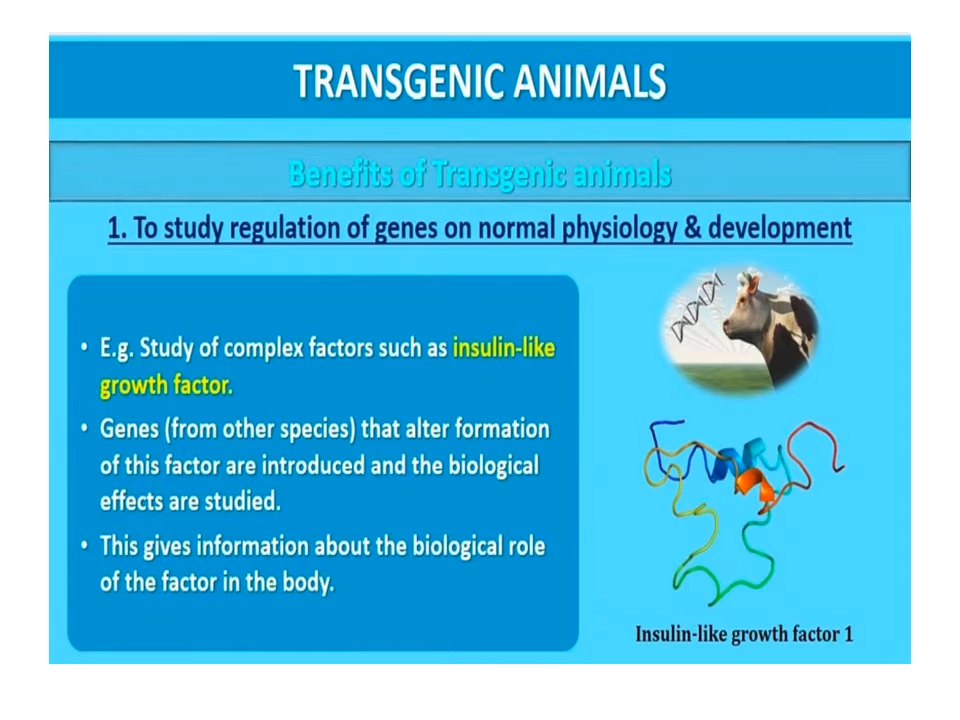 TRANSGENIC ANIMALS
Benefits of Transgenic animals
1. To study regulation of genes on normal physiology & development
• E.g. Study of complex factors such as insulin-like
growth factor.
• Genes (from other species) that alter formation
of this factor are introduced and the biological
effects are studied.
• This gives information about the biological role
of the factor in the body.
Insulin-like growth factor 1